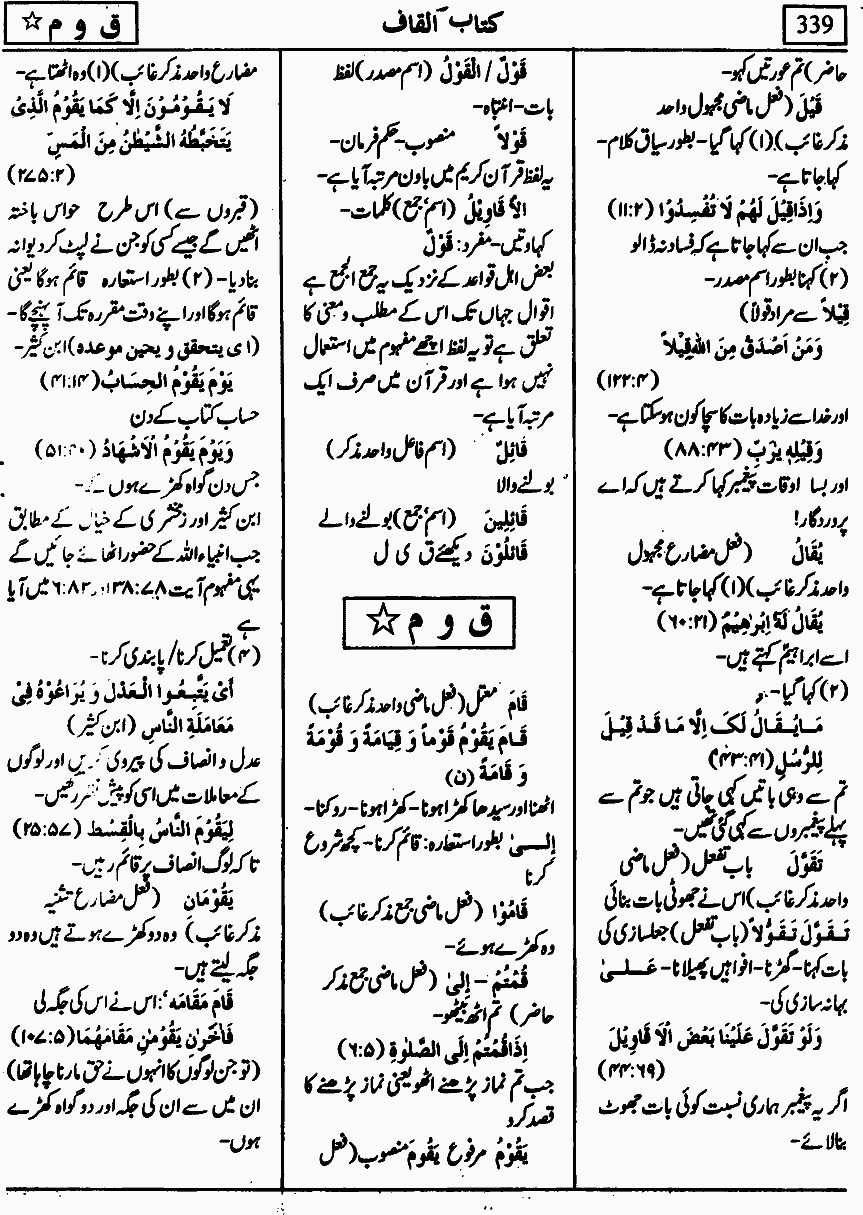 339
کتاب القاف
ق و م ☆
حاضر) تم عورتیں کہو-
قِیْلَ (فعل ماضی مجہول واحد
مذکر غائب) (۱) کہا گیا- بطور سیاق کلام-
کہا جاتا ہے-
وَاِذَا قِیْلَ لَھُمْ لَا تُفْسِدُوْا (۱۱:۲)
جب ان سے کہا جاتا ہے کہ فساد نہ ڈالو
(۲) کہنا بطور اسم مصدر-
قِیْلاً سے مراد قولاً)
وَمَنْ اَصْدَقُ مِنَ اللہِ قِیْلاً
(۱۲۲:۴)
اور خدا سے زیادہ بات کا سچا کون ہوسکتا ہے-
وَقِیْلِہٖ یٰرَبِّ (۸۸:۴۳)
اور بسا اوقات پیغمبر کہا کرتے ہیں کہ اے
پروردگار!
یُقَالُ (فعل مضارع مجہول
واحد مذکر غائب) (۱) کہا جاتا ہے-
یُقَالُ لَہٗ اِبْرٰھِیْمُ (۶۰:۲۱)
اسے ابراہیم کہتے ہیں-
(۲) کہا گیا-
مَا یُقَالُ لَکَ اِلَّا مَا قَدْ قِیْلَ
لِلرُّسُلِ (۴۳:۴۱)
تم سے وہی باتیں کہی جاتی ہیں جو تم سے
پہلے پیغمبروں سے کہی گئی تھیں-
تَقَوَّلَ باب تفعل (فعل ماضی
واحد مذکر غائب) اس نے جھوٹی بات بنائی
تَقَوَّلَ تَقَوُّلاً (باب تفعل) جعلسازی کی
بات کہنا- گھڑنا- افواہیں پھیلانا- عَلٰی
بہانہ سازی کی-
وَلَوْ تَقَوَّلَ عَلَیْنَا بَعْضَ الْاَ قَاوِیْلَ
(۴۴:۶۹)
اگر یہ پیغمبر ہماری نسبت کوئی بات جھوٹ
بنالائے-
قَوْلٌ / اَلْقَوْلُ (اسم مصدر) لفظ
بات- انتباہ-
قَوْلاً منصوب- حکم فرمان-
یہ لفظ قرآن کریم میں باون مرتبہ آیا ہے-
اَلْاَ قَاوِیْلُ (اسم جمع) کلمات-
کہاوتیں- مفرد: قَوْلٌ
بعض اہل قواعد کے نزدیک یہ جمع الجمع ہے
اقوال جہاں تک اس کے مطلب و معنی کا
تعلق ہے تو یہ لفظ اچھے مفہوم میں استعمال
نہیں ہوا ہے اور قرآن میں صرف ایک
مرتبہ آیا ہے-
قَائِلٌ (اسم فاعل واحد مذکر)
بولنے والا
قَائِلِیْنَ (اسم جمع) بولنے والے
قَائِلُوْنَ دیکھئے ق ی ل
ق و م ☆
قَامَ معتل (فعل ماضی واحد مذکر غائب)
قَامَ یَقُوْمُ قَوْماً وَ قِیَامَۃً وَ قُوْمَۃً
وَ قَامَۃً (ن)
اٹھنا اور سیدھا کھڑا ہونا- کھڑا ہونا- روکنا-
اِلٰی بطور استعارہ: قائم کرنا- کچھ شروع
کرنا
قَامُوْا (فعل ماضی جمع مذکر غائب)
وہ کھڑے ہوئے-
قُمْتُمْ - اِلیٰ (فعل ماضی جمع مذکر
حاضر) تم اٹھ بیٹھو-
اِذَا قُمْتُمْ اِلَی الصَّلٰوۃِ (۶:۵)
جب تم نماز پڑھنے اٹھو یعنی نماز پڑھنے کا
قصد کرو
یَقُوْمُ مرفوع یَقُوْمَ منصوب (فعل
مضارع واحد مذکر غائب) (۱) وہ اٹھتا ہے-
لَا یَقُوْمُوْنَ اِلَّا کَمَا یَقُوْمُ الَّذِیْ
یَتَخَبَّطُہُ الشَّیْطٰنُ مِنَ الْمَسِّ
(۲۷۵:۲)
(قبروں سے) اس طرح حواس باختہ
اٹھیں گے جیسے کسی کو جن نے لپٹ کر دیوانہ
بنا دیا- (۲) بطور استعارہ قائم ہوگا یعنی
قائم ہوگا اور اپنے وقت مقررہ تک آ پہنچے گا-
(ای یتحقق و یحین موعدہ) ابن کثیر-
یَوْمَ یَقُوْمُ الْحِسَابُ (۴۱:۱۴)
حساب کتاب کے دن
وَیَوْمَ یَقُوْمُ الْاَشْھَادُ (۵۱:۴۰)
جس دن گواہ کھڑے ہوں گے-
ابن کثیر اور زمخشری کے خیال کے مطابق
جب انبیاء اللہ کے حضور اٹھائے جائیں گے
یہی مفہوم آیت ۳۸:۷۸ ۶:۸۳ میں آیا
ہے
(۴) تعمیل کرنا/ پابندی کرنا-
اَیْ یَتَّبِعُوا الْعَدْلَ وَ یُرَاعُوْہُ فِیْ
مَعَامَلَۃِ النَّاسِ (ابن کثیر)
عدل و انصاف کی پیروی کریں اور لوگوں
کے معاملات میں اسی کو پیش نظر رکھیں-
لِیَقُوْمَ النَّاسُ بِالْقِسْطِ (۲۵:۵۷)
تا کہ لوگ انصاف پر قائم رہیں-
یَقُوْمَانِ (فعل مضارع تثنیہ
مذکر غائب) وہ دو کھڑے ہوتے ہیں وہ دو
جگہ لیتے ہیں-
قَامَ مَقَامَہ': اس نے اس کی جگہ لی
فَاٰخَرٰنِ یَقُوْمٰنِ مَقَامَھُمَا (۱۰۷:۵)
(تو جن لوگوں کا انہوں نے حق مارنا چاہا تھا)
ان میں سے ان کی جگہ اور دو گواہ کھڑے
ہوں-